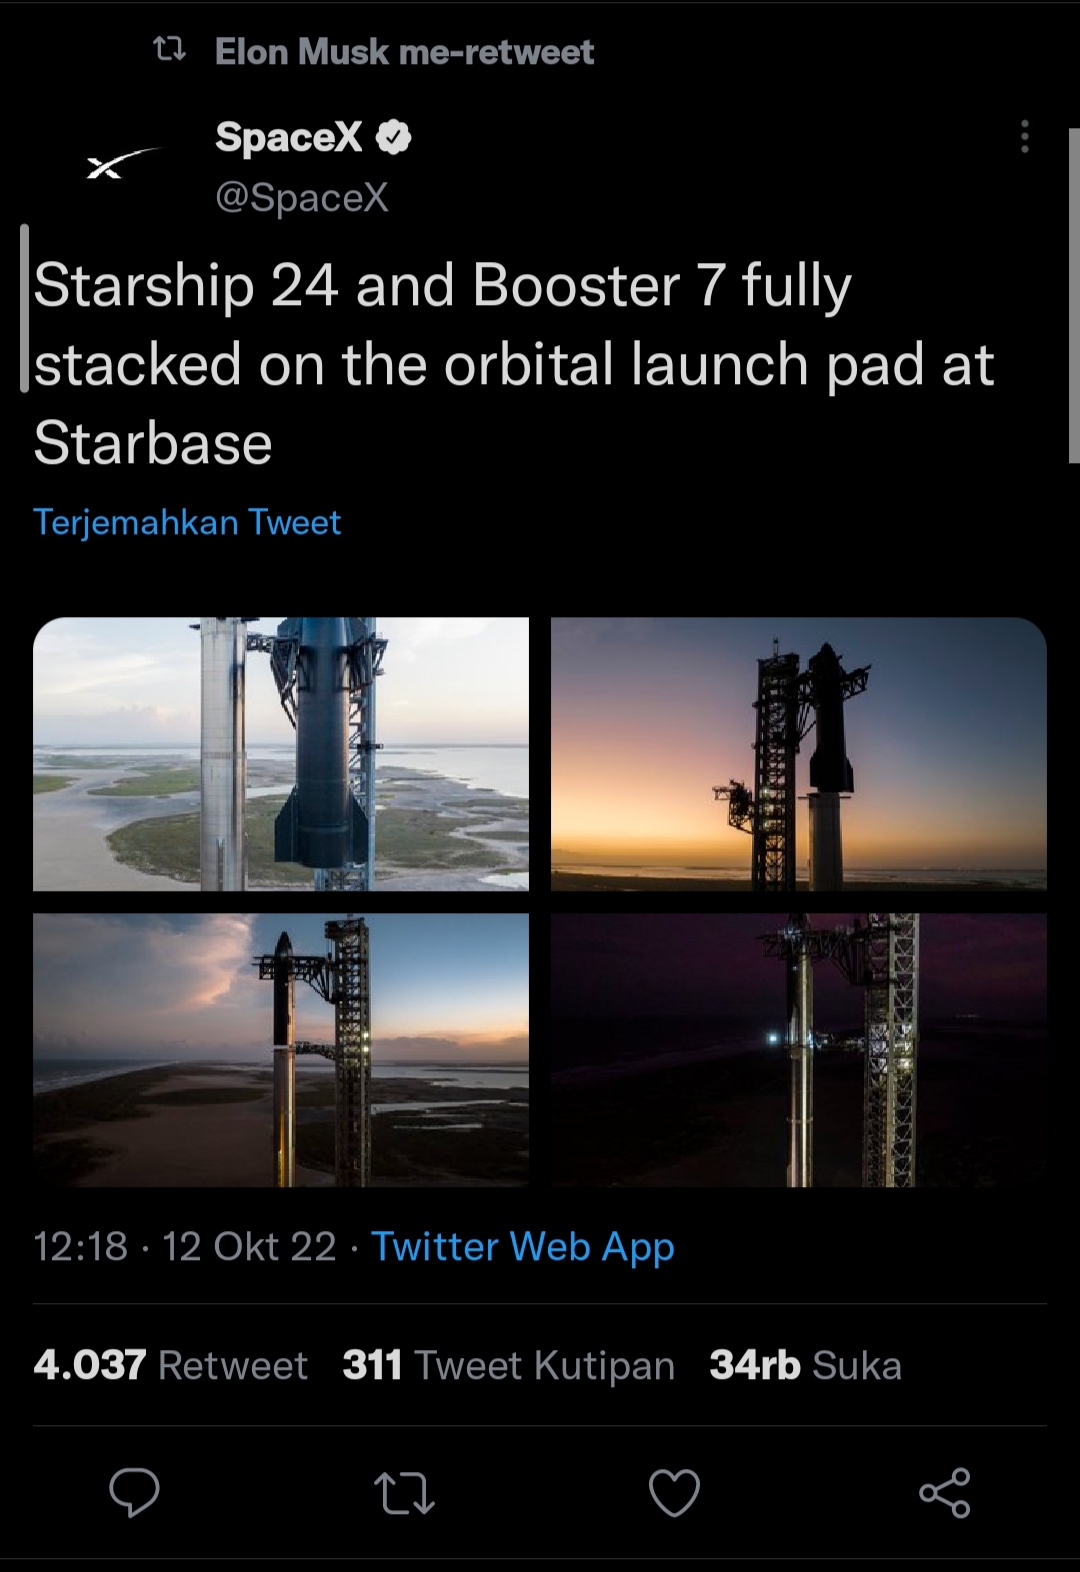 Elon Musk me-retweet
SpaceX
@SpaceX
Starship 24 and Booster 7 fully
stacked on the orbital launch pad at
Starbase
Terjemahkan Tweet
12:18 · 12 Okt 22 · Twitter Web App
4.037 Retweet 311 Tweet Kutipan 34rb Suka